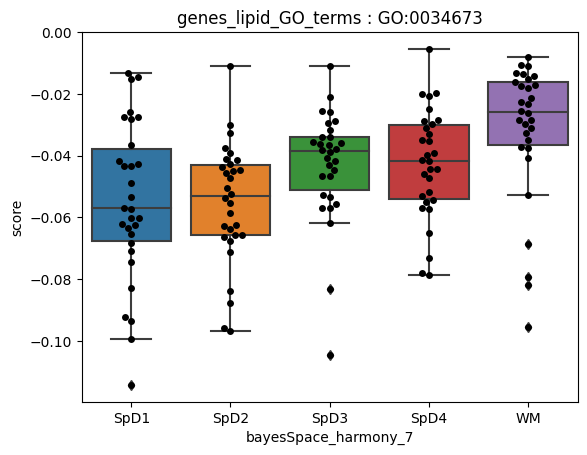 genes_lipid_GO_terms : GO:0034673
0.00
−0.02
−0.04
−0.06
−0.08
−0.10
score
SpD1 SpD2 SpD3 SpD4 WM
bayesSpace_harmony_7